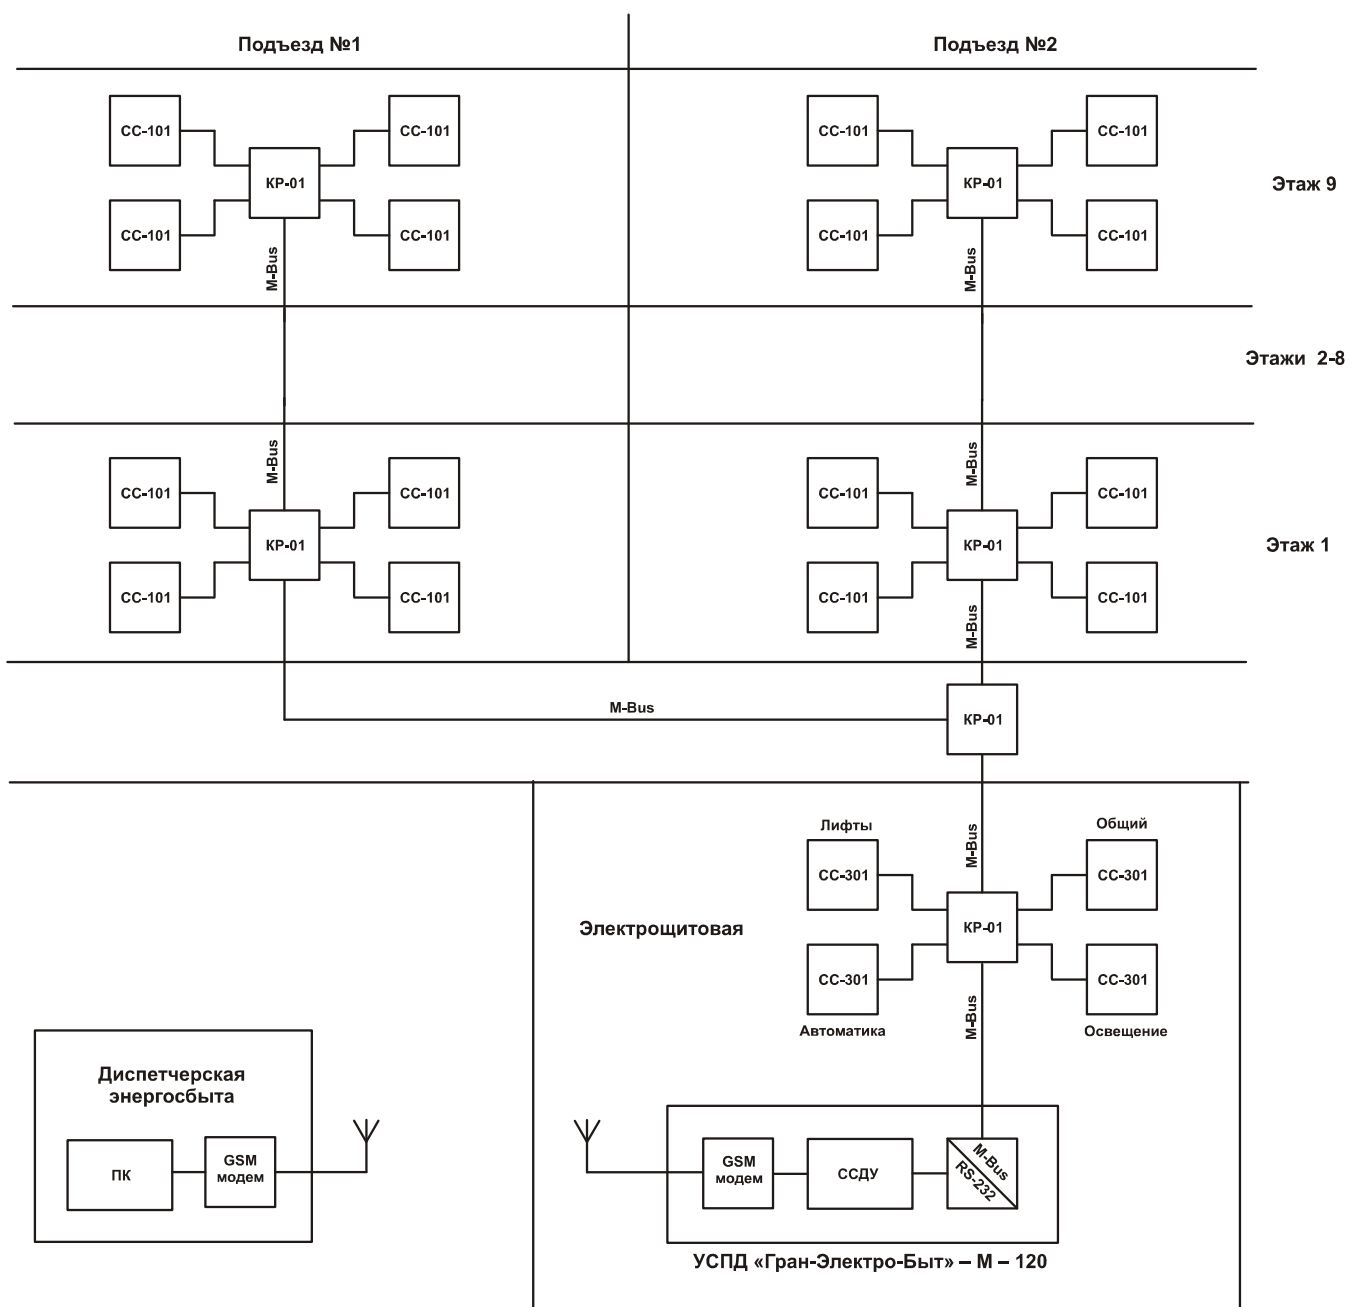 Подъезд №1
Подъезд №2
СС-101
СС-101
СС-101
СС-101
КР-01
КР-01
Этаж 9
СС-101
СС-101
СС-101
СС-101
M-Bus
M-Bus
Этажи 2-8
M-Bus
M-Bus
СС-101
СС-101
СС-101
СС-101
КР-01
КР-01
Этаж 1
СС-101
СС-101
СС-101
СС-101
M-Bus
M-Bus
КР-01
Лифты
Общий
M-Bus
СС-301
СС-301
Электрощитовая
КР-01
СС-301
СС-301
M-Bus
Автоматика
Освещение
Диспетчерская
энергосбыта
ПК
GSM
модем
GSM
модем
ССДУ
M-Bus
RS-232
УСПД «Гран-Электро-Быт» – М – 120